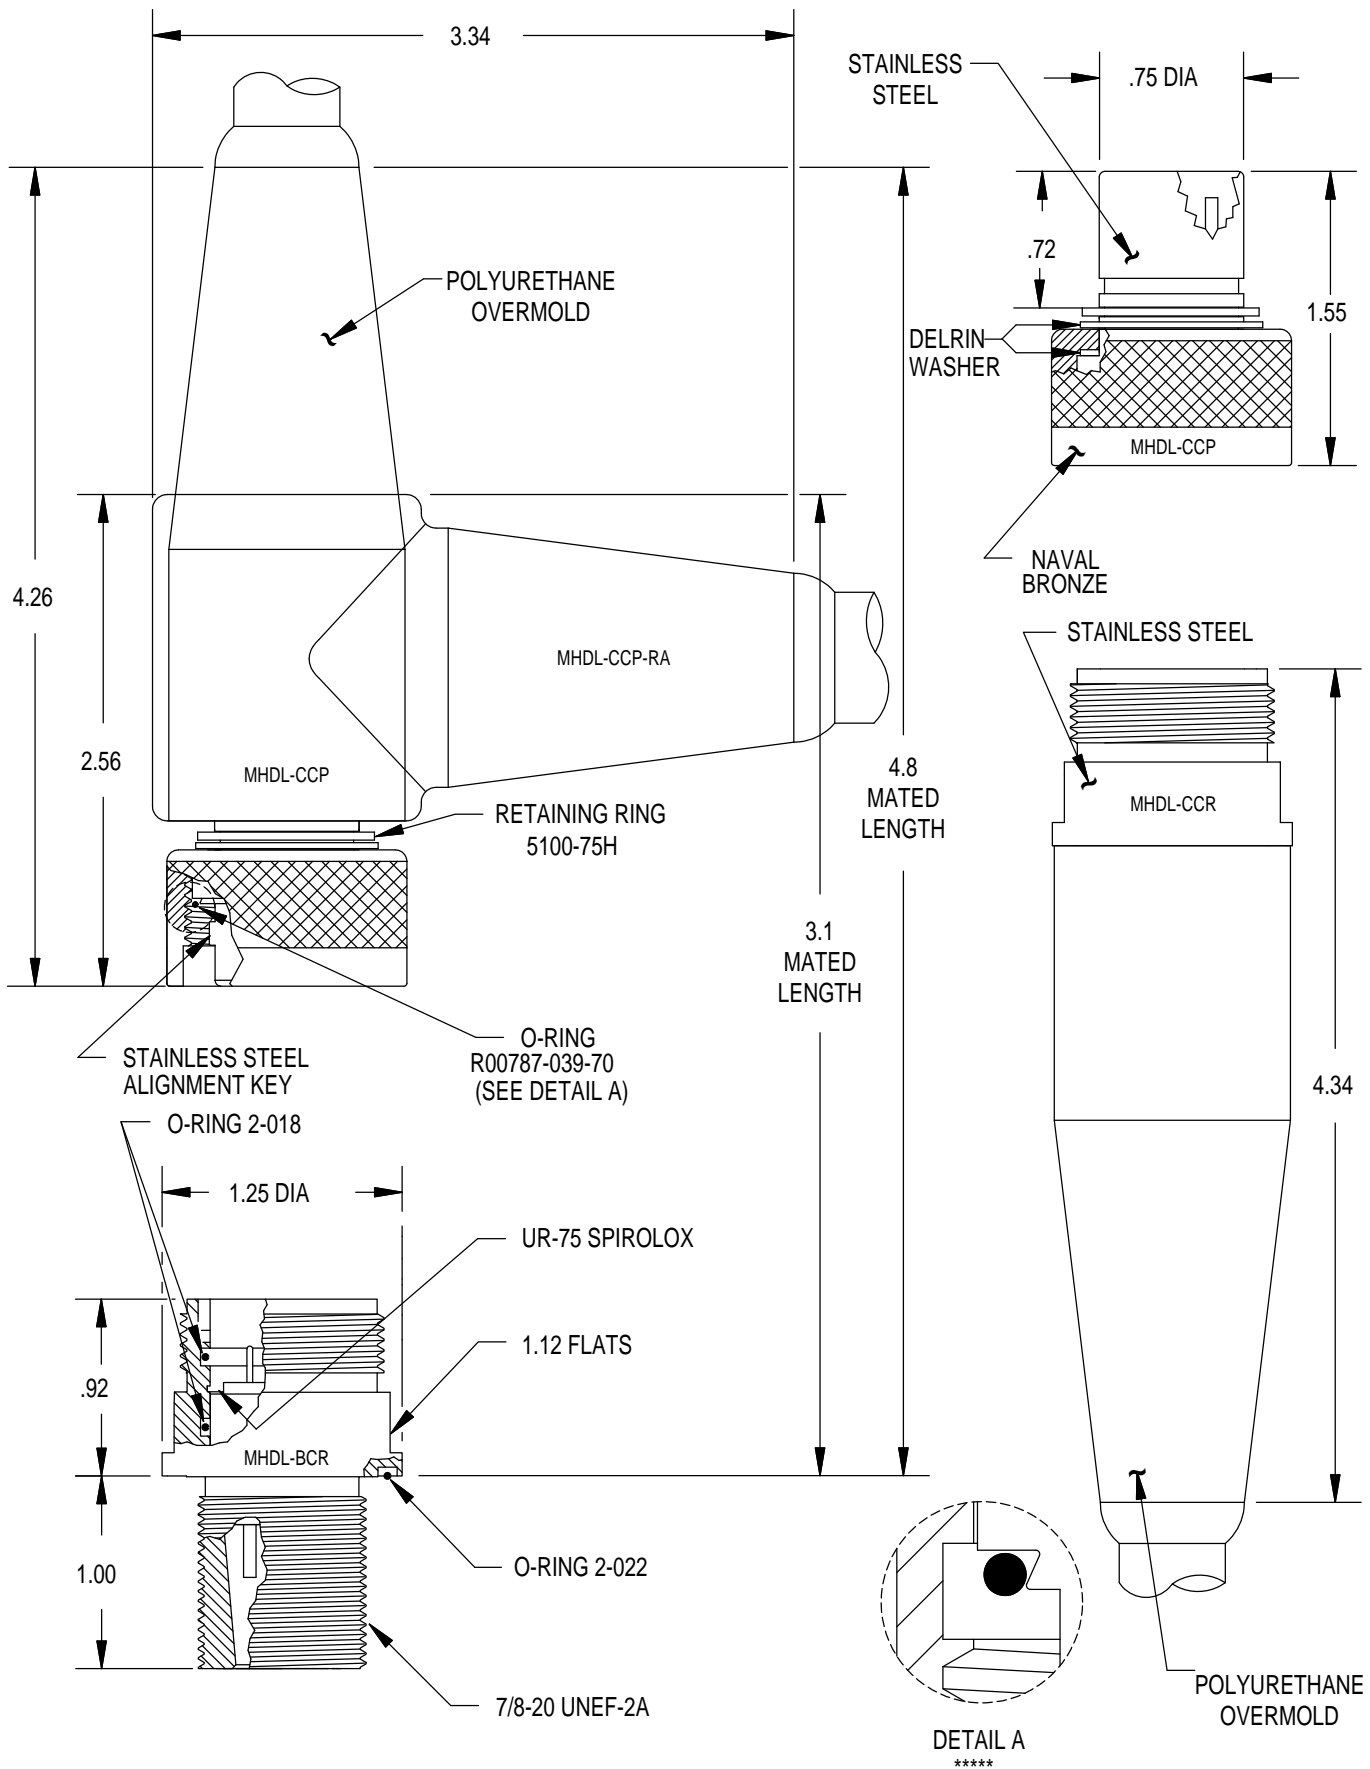 3.34
STAINLESS
STEEL
.75 DIA
POLYURETHANE
OVERMOLD
.72
1.55
DELRIN
WASHER
MHDL-CCP
NAVAL
BRONZE
4.26
2.56
MHDL-CCP-RA
MHDL-CCP
4.8
MATED
LENGTH
STAINLESS STEEL
MHDL-CCR
RETAINING RING
5100-75H
3.1
MATED
LENGTH
O-RING
R00787-039-70
(SEE DETAIL A)
STAINLESS STEEL
ALIGNMENT KEY
4.34
O-RING 2-018
1.25 DIA
UR-75 SPIROLOX
1.12 FLATS
.92
MHDL-BCR
1.00
O-RING 2-022
7/8-20 UNEF-2A
POLYURETHANE
OVERMOLD
DETAIL A
*****